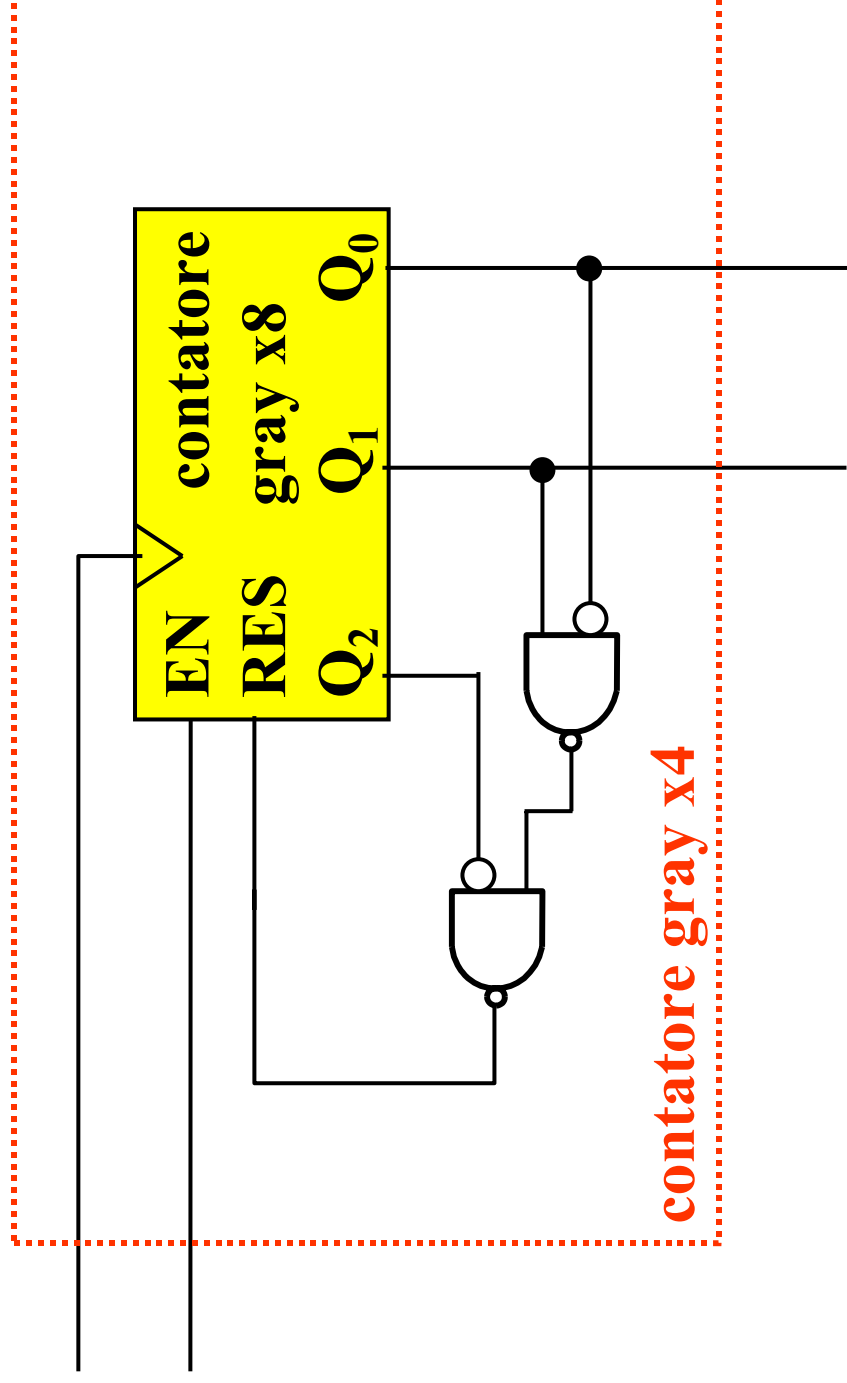 contatore
EN
gray x8
RES
Q0
Q1
Q2
contatore gray x4